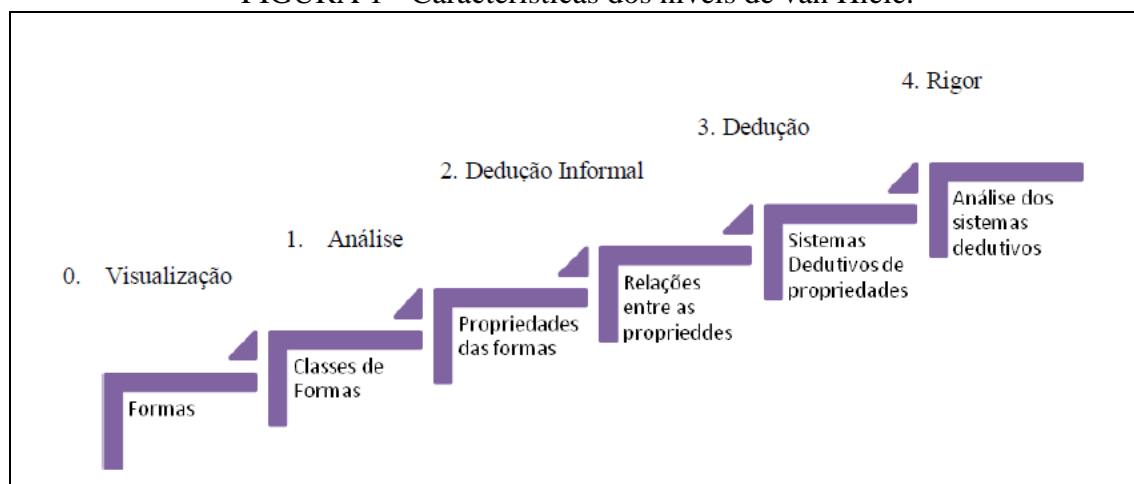 0. Visualização
1. Análise
2. Dedução Informal
3. Dedução
4. Rigor
Formas
Classes de
Formas
Propriedades
das formas
Relações
entre as
proprieddes
Sistemas
Dedutivos de
propriedades
Análise dos
sistemas
dedutivos